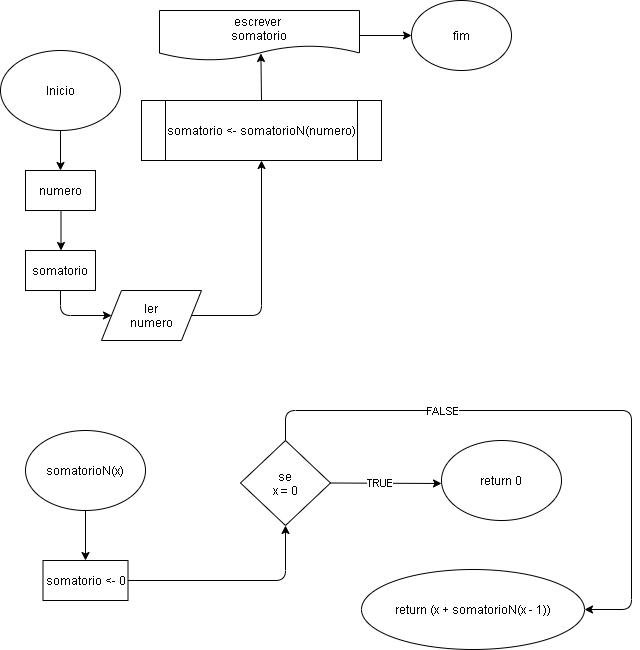 escrever
somatorio
fim
Inicio
somatorio <- somatorioN(numero)
numero
somatorio
ler
numero
FALSE
somatorioN(x)
se
x = 0
TRUE
return 0
somatorio <- 0
return (x + somatorioN(x - 1))